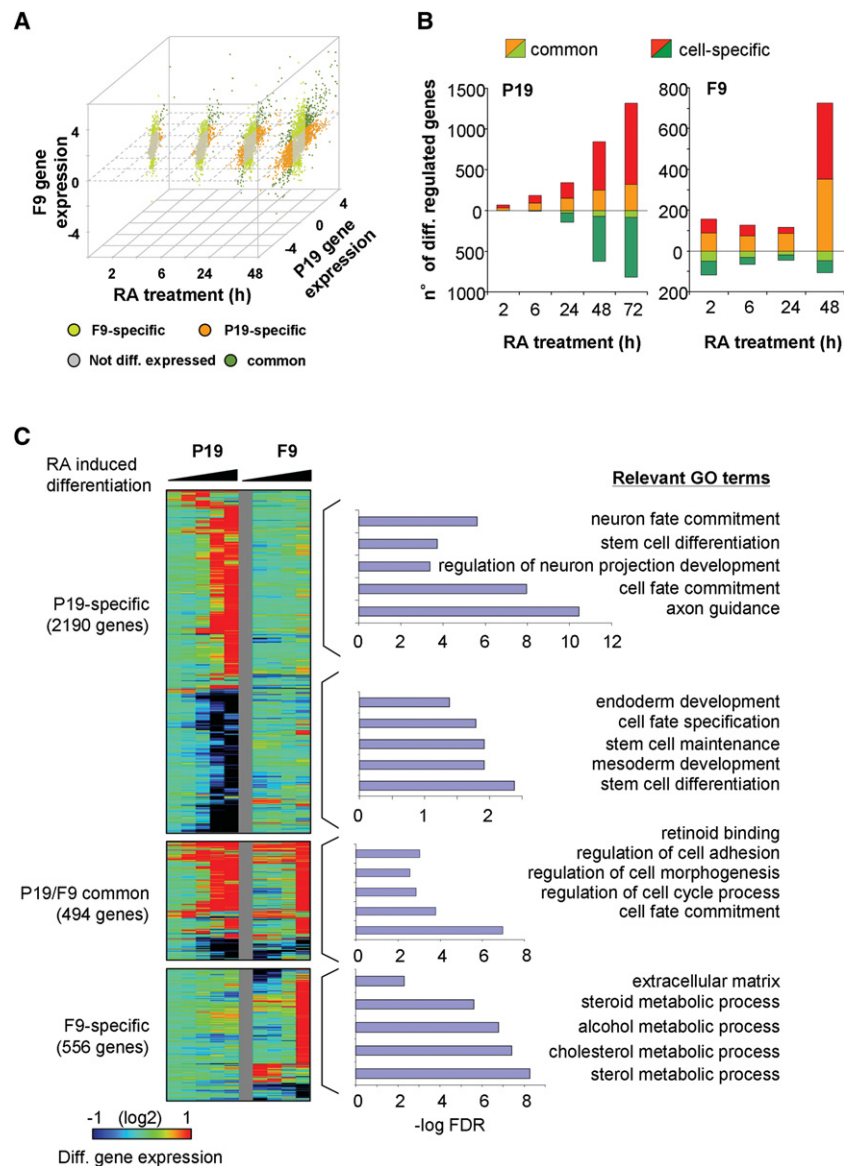 A
F9 gene
expression
4
0
-4
2
6
24
48
RA treatment (h)
-4
0
4
P19 gene
expression
F9-specific
P19-specific
Not diff. expressed
common
B
common
cell-specific
n° of diff. regulated genes
P19
1500
1000
500
0
500
1000
2 6 24 48 72
RA treatment (h)
F9
800
600
400
200
0
200
2 6 24 48
RA treatment (h)
C
RA induced
differentiation
P19
F9
Relevant GO terms
P19-specific
(2190 genes)
neuron fate commitment
stem cell differentiation
regulation of neuron projection development
cell fate commitment
axon guidance
0 2 4 6 8 10 12
endoderm development
cell fate specification
stem cell maintenance
mesoderm development
stem cell differentiation
0 1 2
P19/F9 common
(494 genes)
retinoid binding
regulation of cell adhesion
regulation of cell morphogenesis
regulation of cell cycle process
cell fate commitment
0 2 4 6 8
F9-specific
(556 genes)
extracellular matrix
steroid metabolic process
alcohol metabolic process
cholesterol metabolic process
sterol metabolic process
0 2 4 6 8
-log FDR
-1 (log2) 1
Diff. gene expression